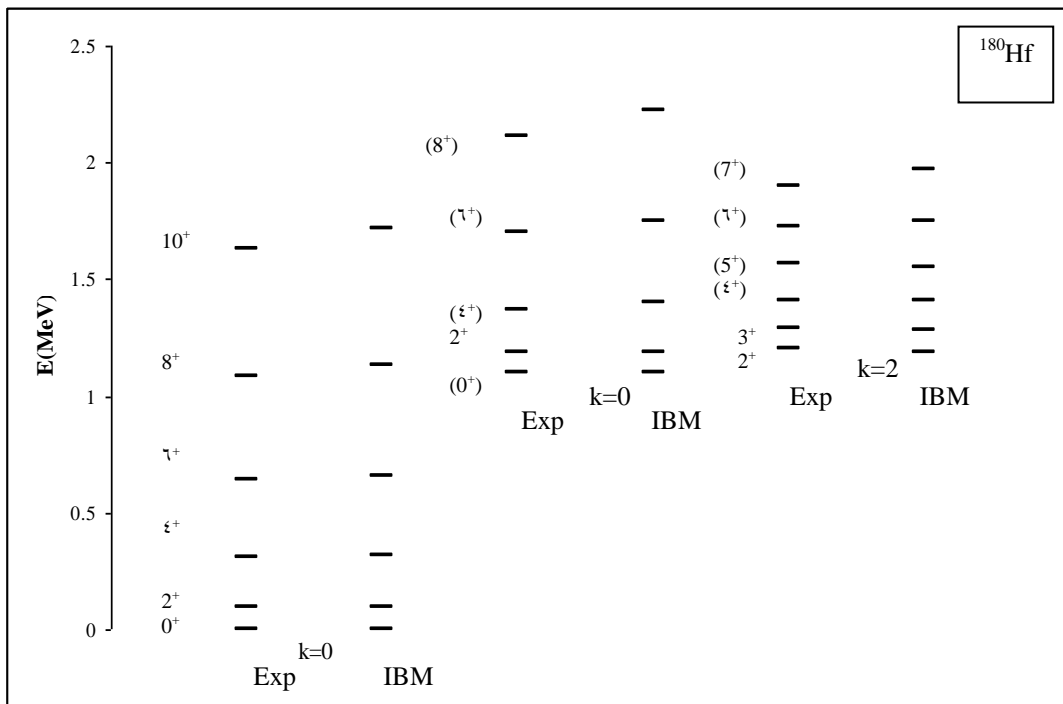 ¹⁸⁰Hf
E(MeV)
2.5
2
1.5
1
0.5
0
10⁺
8⁺
٦⁺
٤⁺
2⁺
0⁺
k=0
Exp
IBM
(8⁺)
(٦⁺)
(٤⁺)
2⁺
(0⁺)
k=0
Exp
IBM
(7⁺)
(٦⁺)
(5⁺)
(٤⁺)
3⁺
2⁺
k=2
Exp
IBM